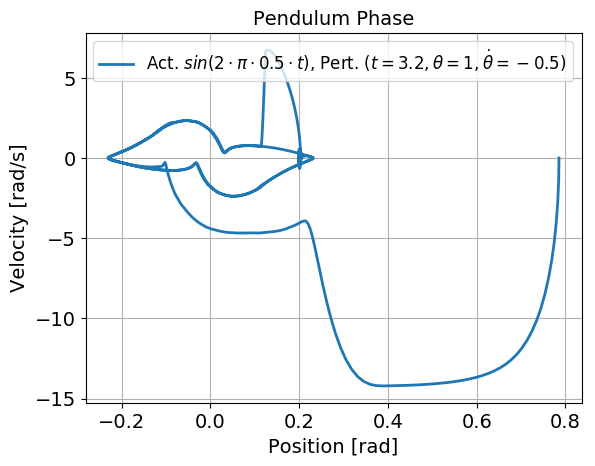 Pendulum Phase
Act. sin(2 · π · 0.5 · t), Pert. (t = 3.2, θ = 1, θ̇ = −0.5)
Velocity [rad/s]
5
0
−5
−10
−15
−0.2 0.0 0.2 0.4 0.6 0.8
Position [rad]